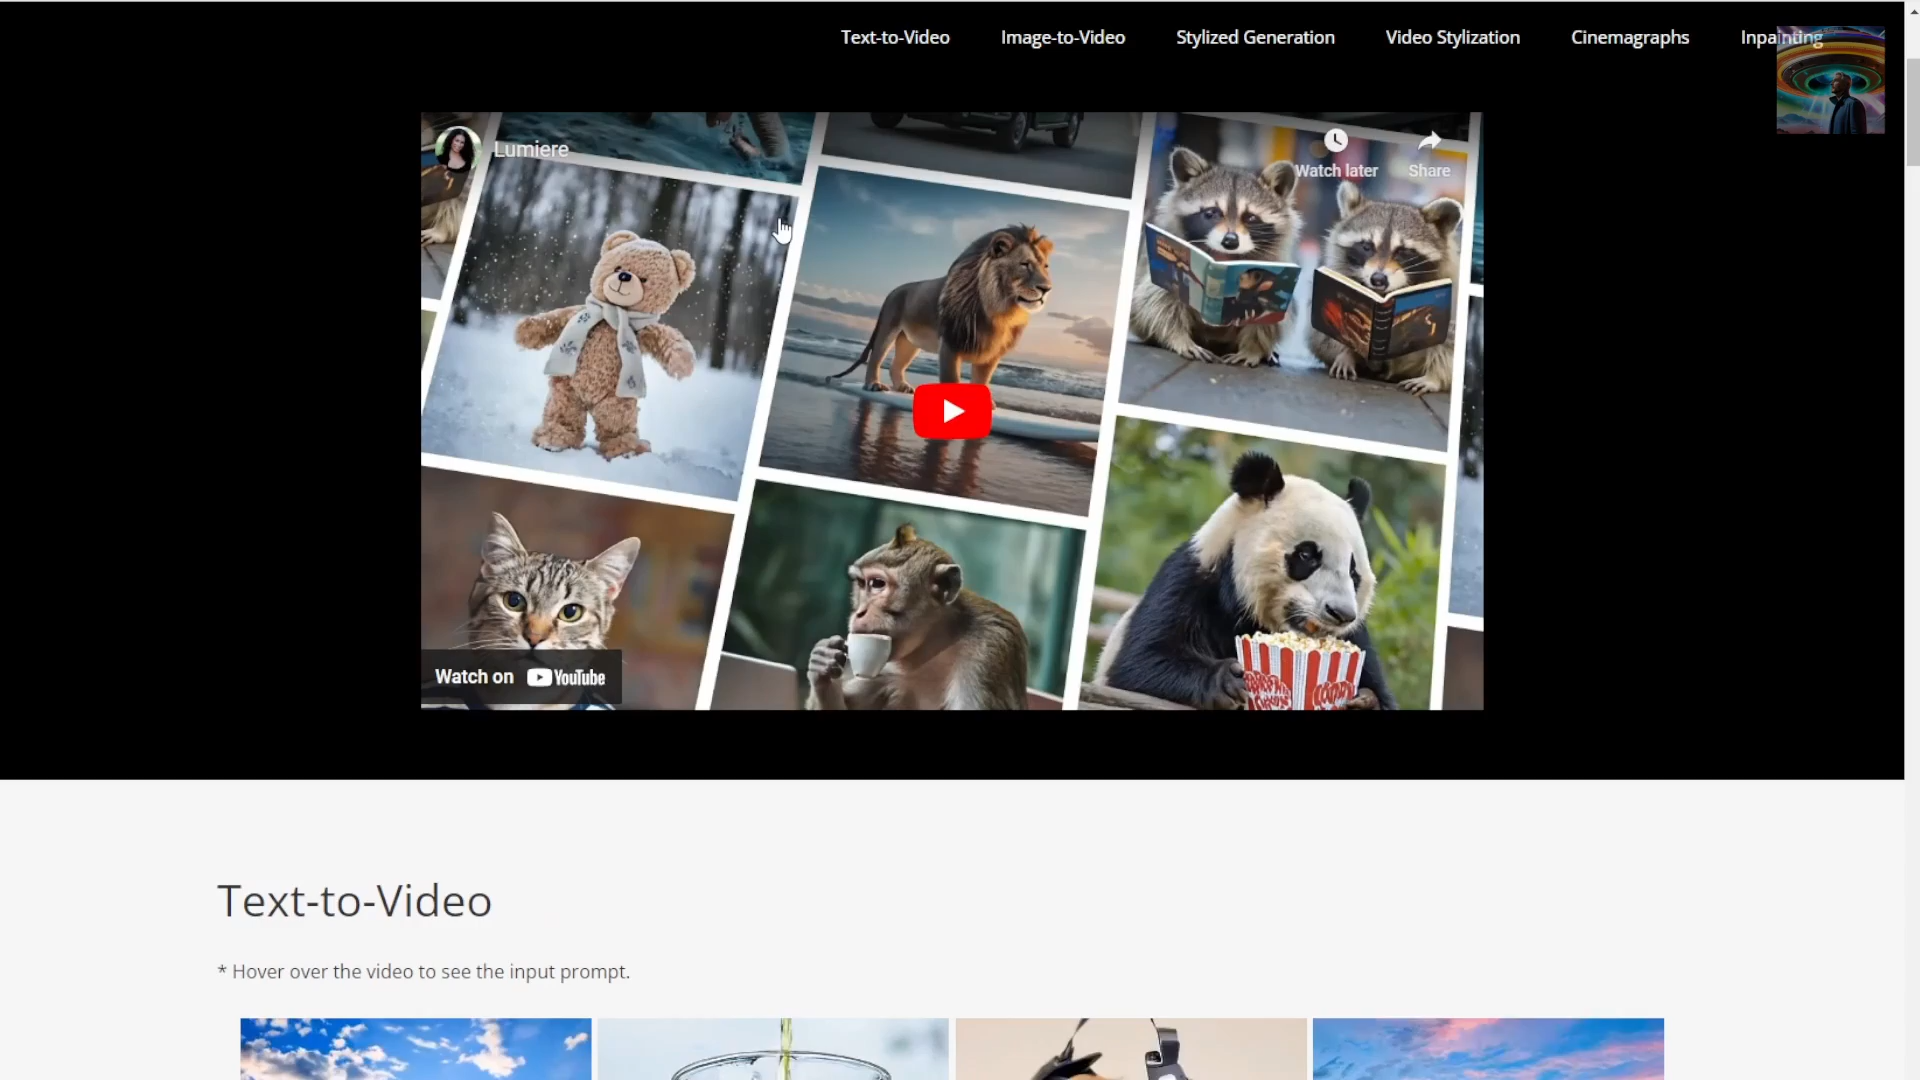 Text-to-Video Image-to-Video Stylized Generation Video Stylization Cinemagraphs Inpainting
Lumiere
Watch later Share
Watch on YouTube
Text-to-Video
* Hover over the video to see the input prompt.